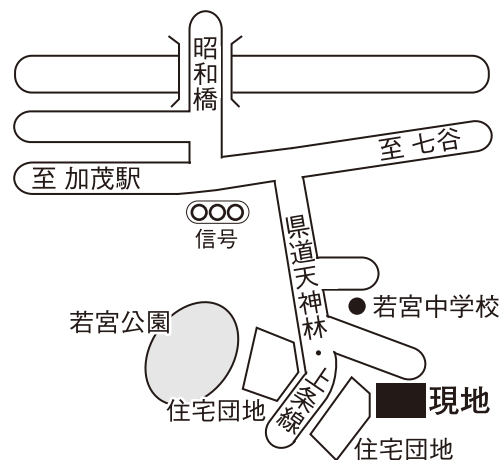 昭和橋
至 七谷
至 加茂駅
信号
県道天神林・上条線
若宮中学校
若宮公園
住宅団地
現地
住宅団地